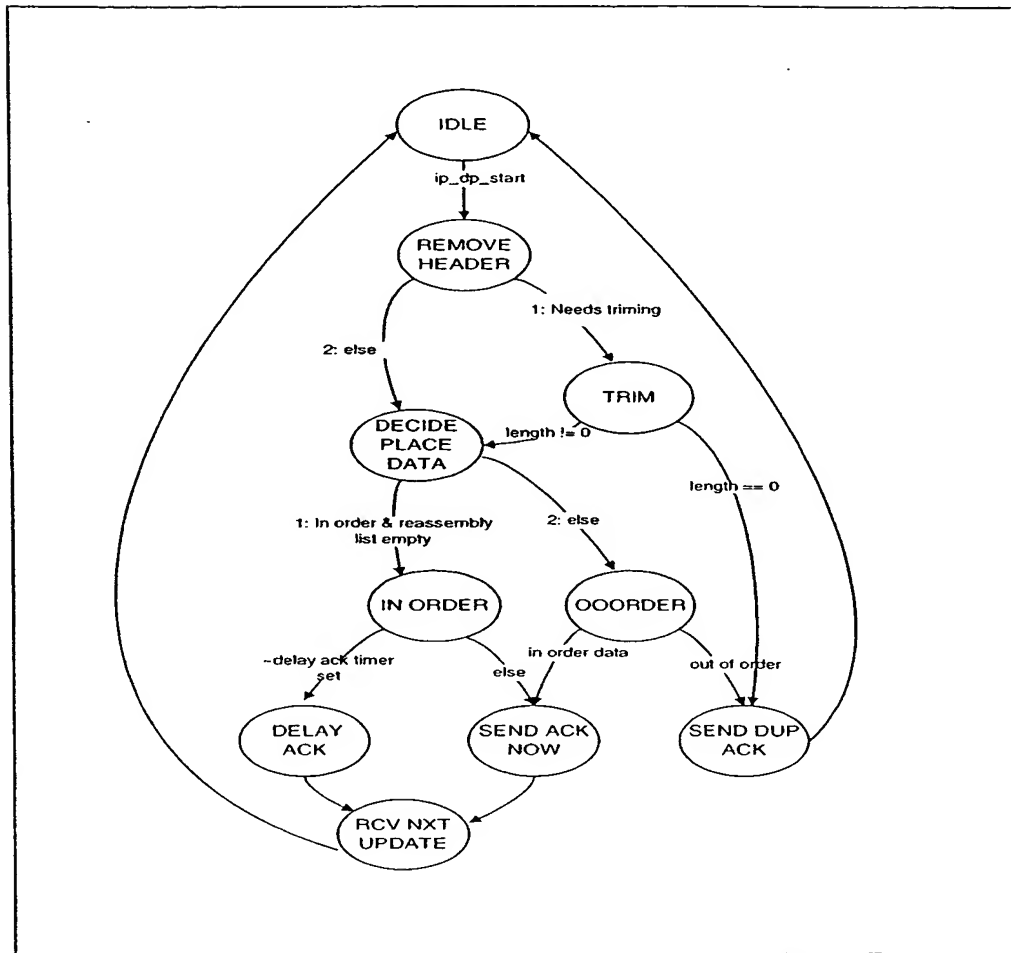 IDLE
ip_dp_start
REMOVE
HEADER
1: Needs triming
2: else
TRIM
DECIDE
PLACE
DATA
length != 0
length == 0
1: In order & reassembly
list empty
2: else
IN ORDER
OOORDER
~delay ack timer
set
else
in order data
out of order
DELAY
ACK
SEND ACK
NOW
SEND DUP
ACK
RCV NXT
UPDATE